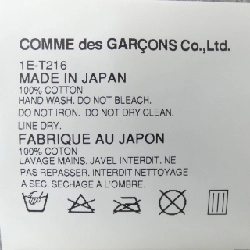 COMME des GARÇONS Co.,Ltd.
1E-T216
MADE IN JAPAN
100% COTTON
HAND WASH. DO NOT BLEACH.
DO NOT IRON. DO NOT DRY CLEAN.
LINE DRY.
FABRIQUE AU JAPON
100% COTON
LAVAGE MAINS. JAVEL INTERDIT. NE
PAS REPASSER. INTERDIT NETTOYAGE
A SEC. SECHAGE A L'OMBRE.